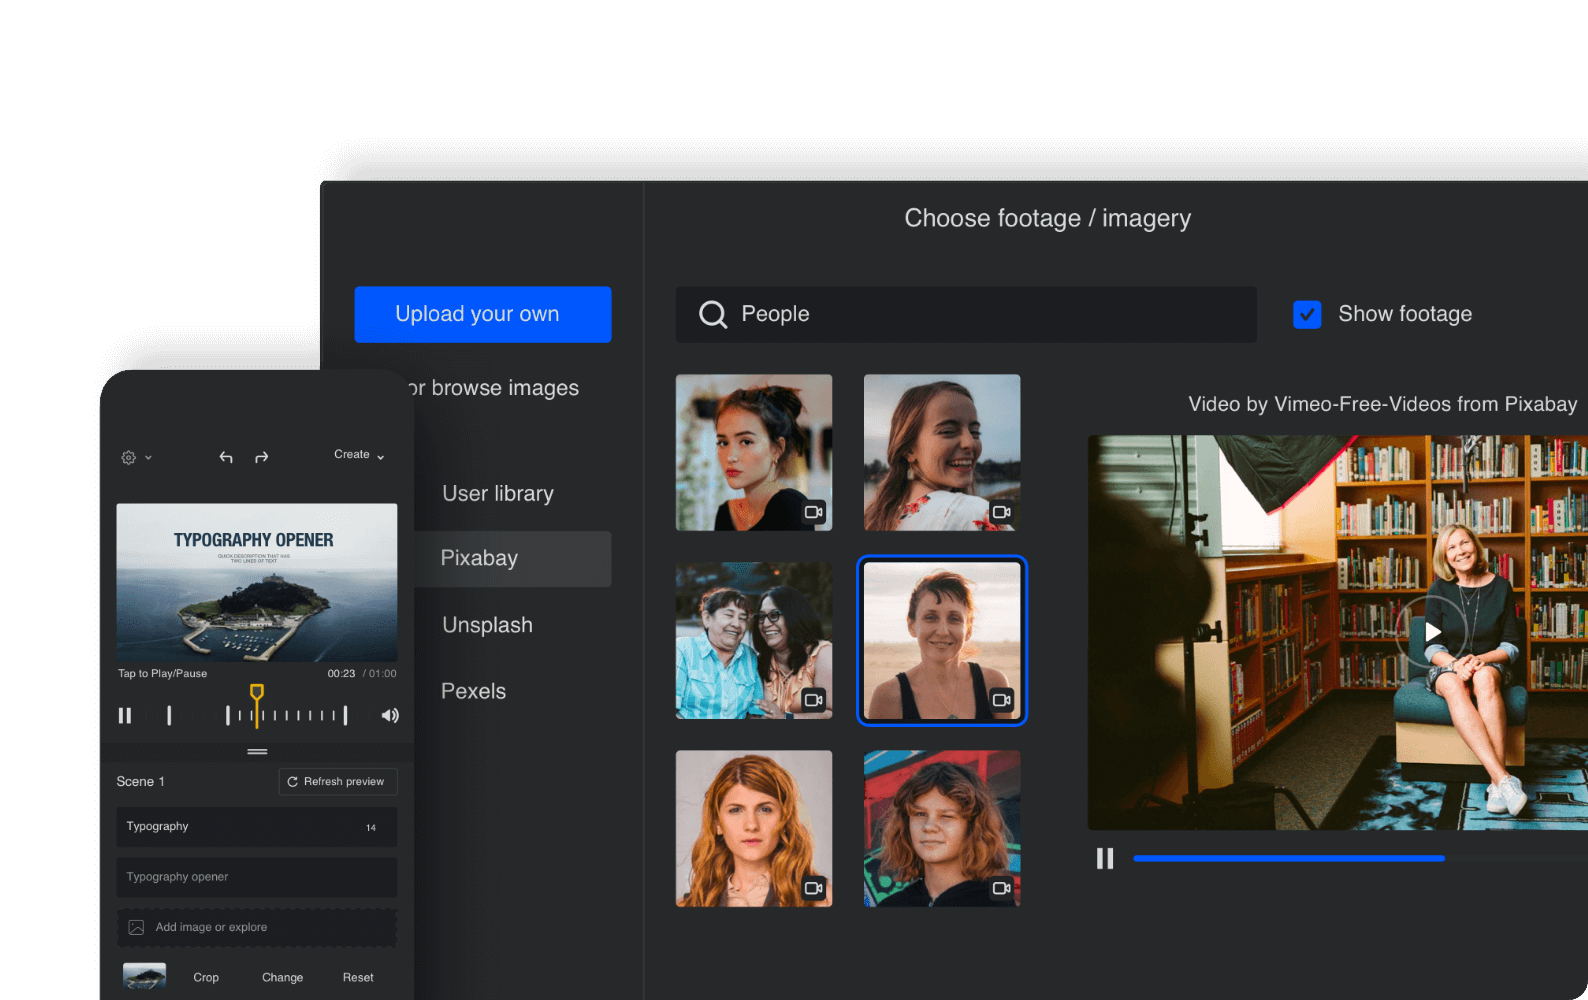 Choose footage / imagery
Upload your own
People
Show footage
or browse images
Video by Vimeo-Free-Videos from Pixabay
User library
Pixabay
Unsplash
Pexels
Create
TYPOGRAPHY OPENER
QUICK DESCRIPTION THAT HAS
TWO LINES OF TEXT
Tap to Play/Pause 00:23 / 01:00
Scene 1 Refresh preview
Typography 14
Typography opener
Add image or explore
Crop Change Reset